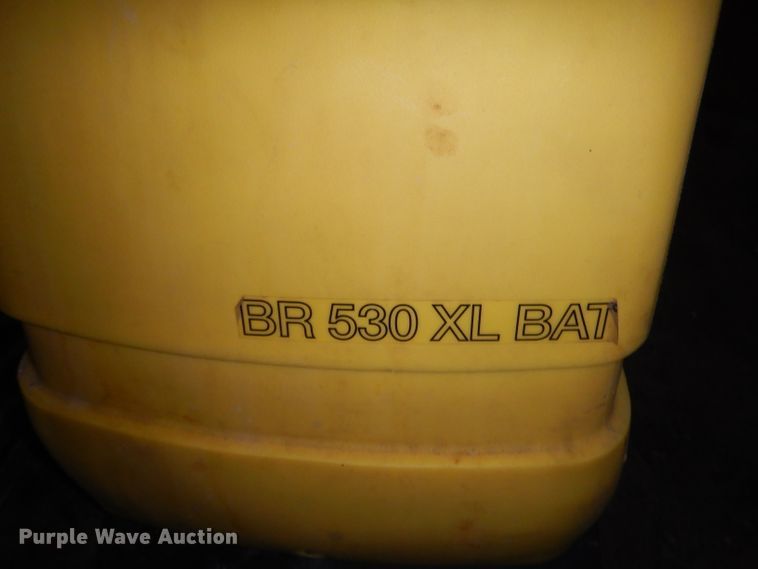 BR 530 XL BAT
Purple Wave Auction